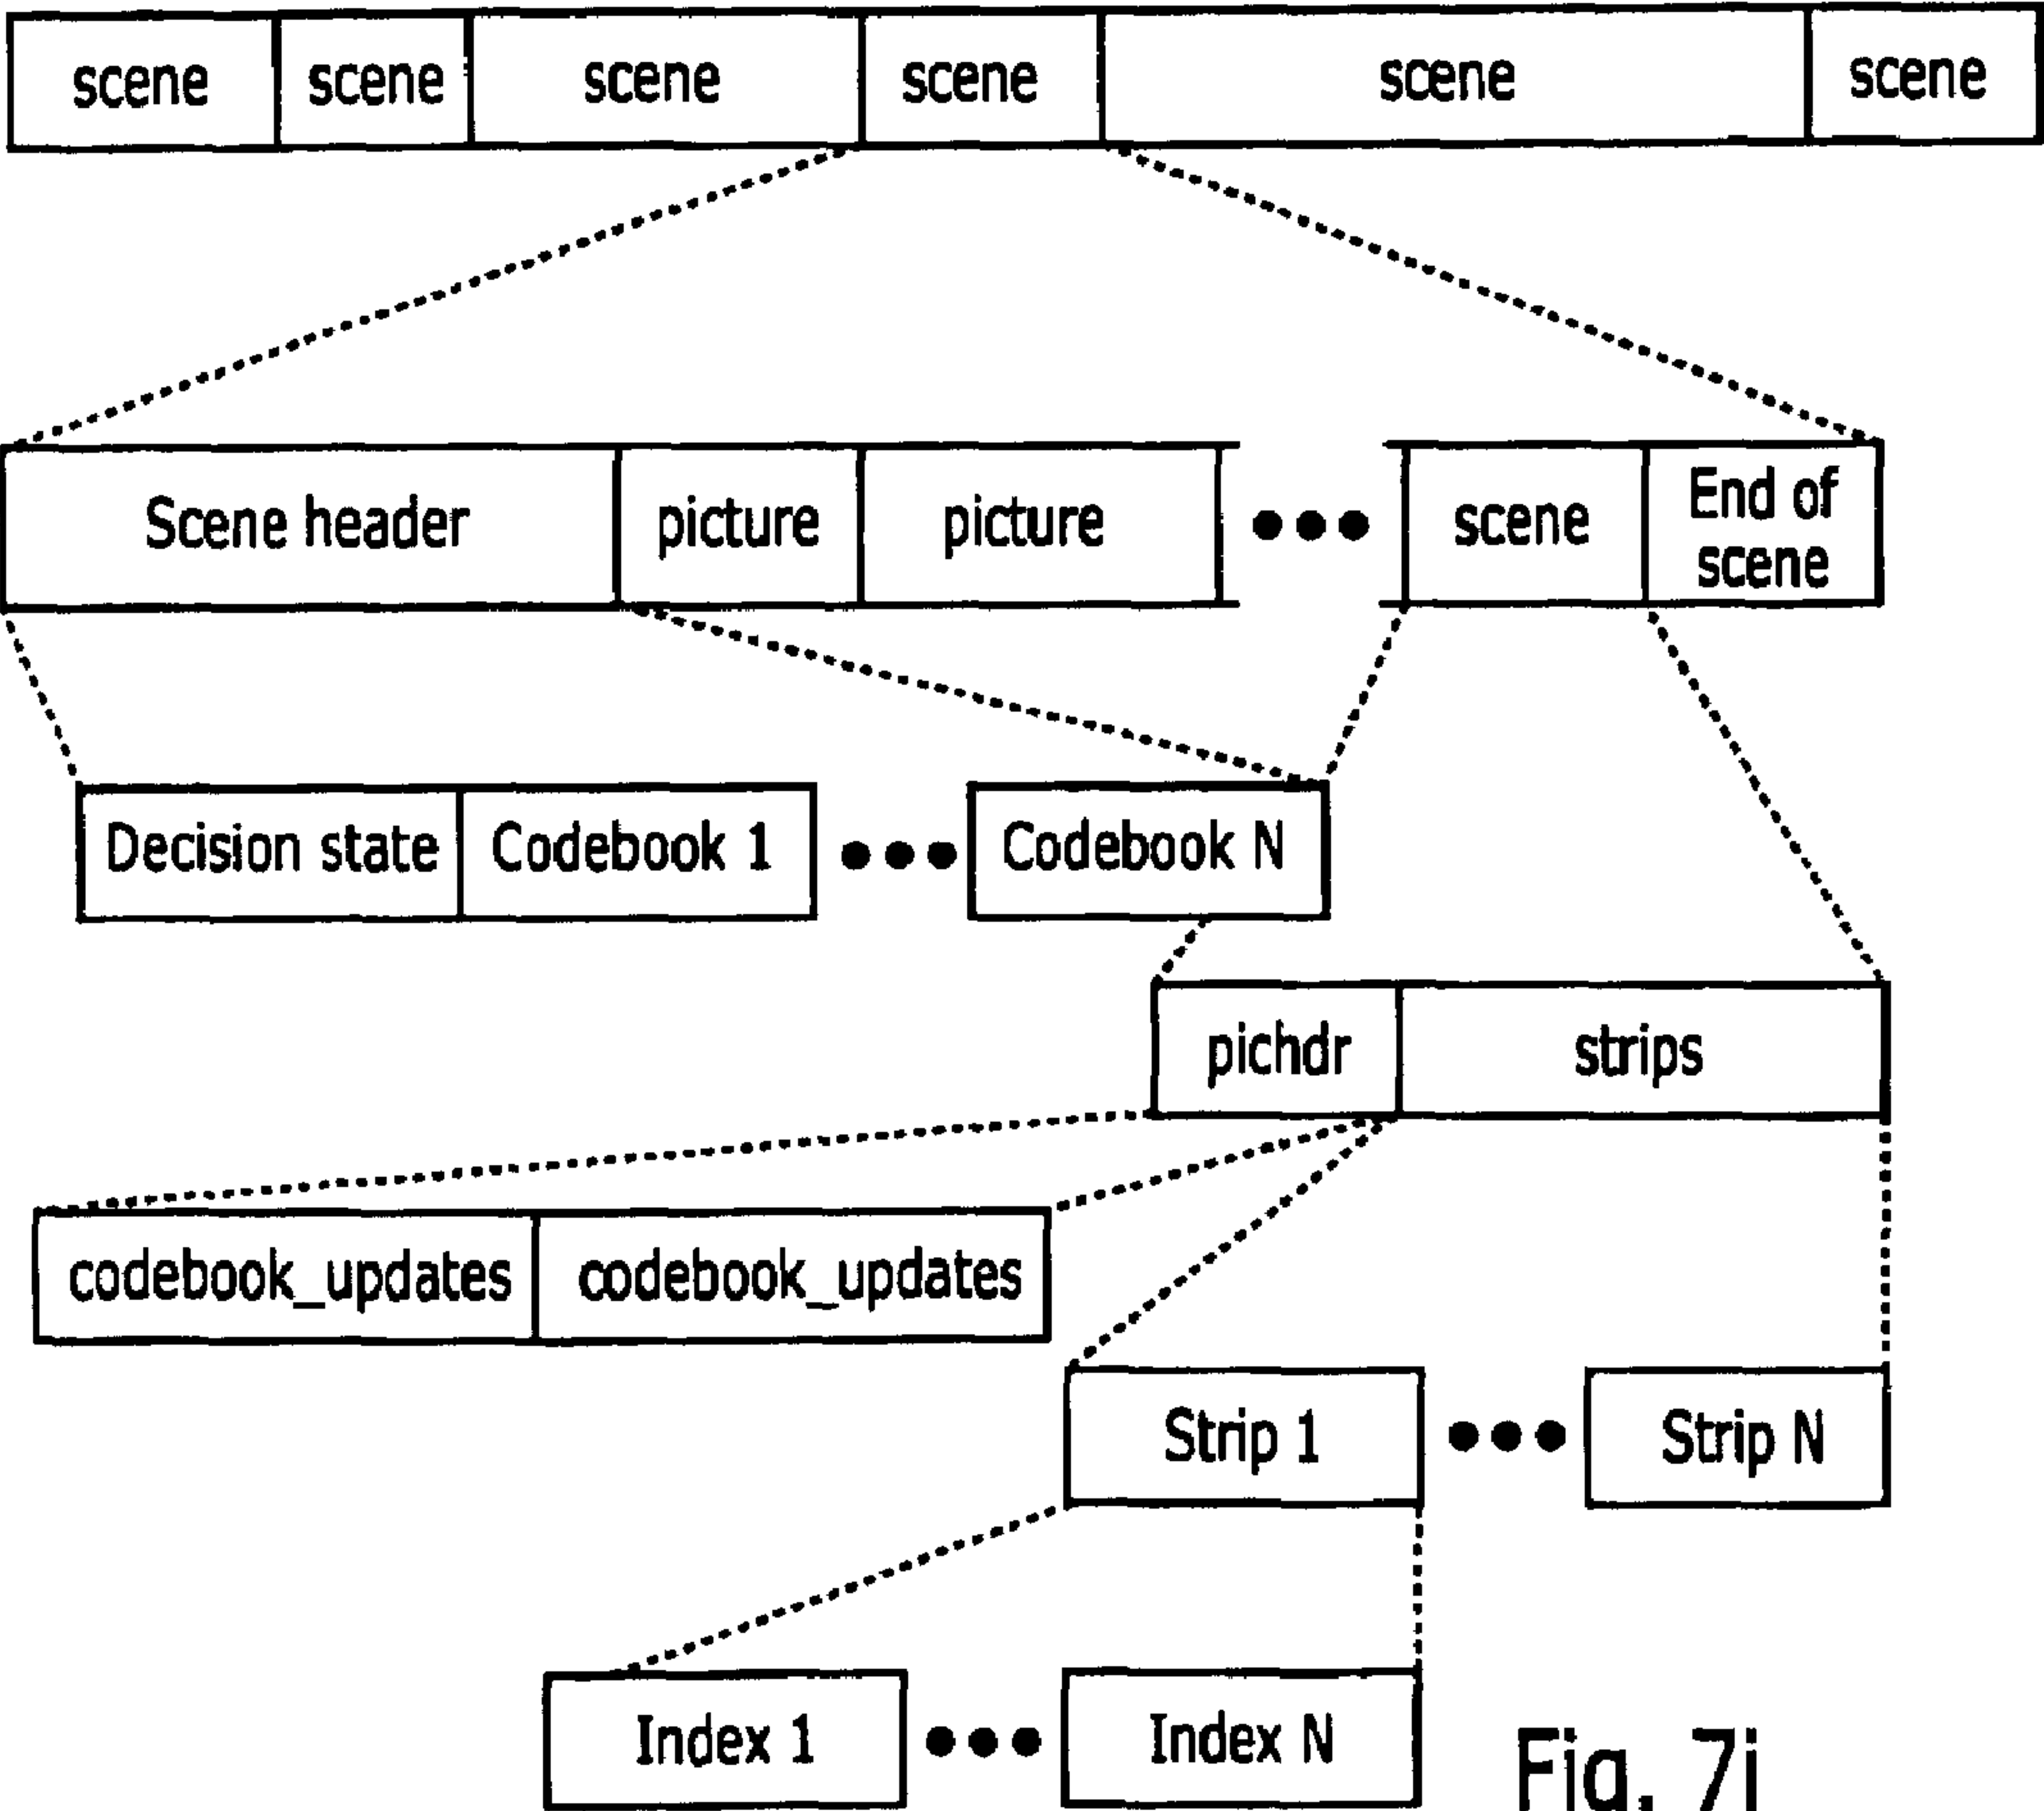 scene scene scene scene scene scene
Scene header picture picture scene End of
scene
Decision state Codebook 1 Codebook N
pichdr strips
codebook_updates codebook_updates
Strip 1 Strip N
Index 1 Index N
Fig. 7i